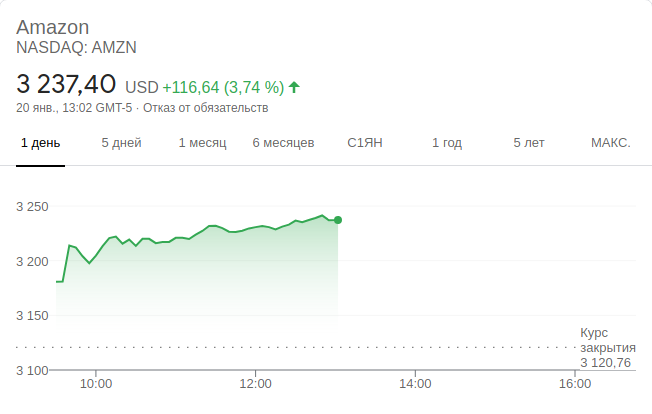 Amazon
NASDAQ: AMZN
3 237,40 USD +116,64 (3,74 %)
20 янв., 13:02 GMT-5 · Отказ от обязательств
1 день 5 дней 1 месяц 6 месяцев С1ЯН 1 год 5 лет МАКС.
3 250
3 200
3 150
Курс
закрытия
3 120,76
3 100
10:00 12:00 14:00 16:00